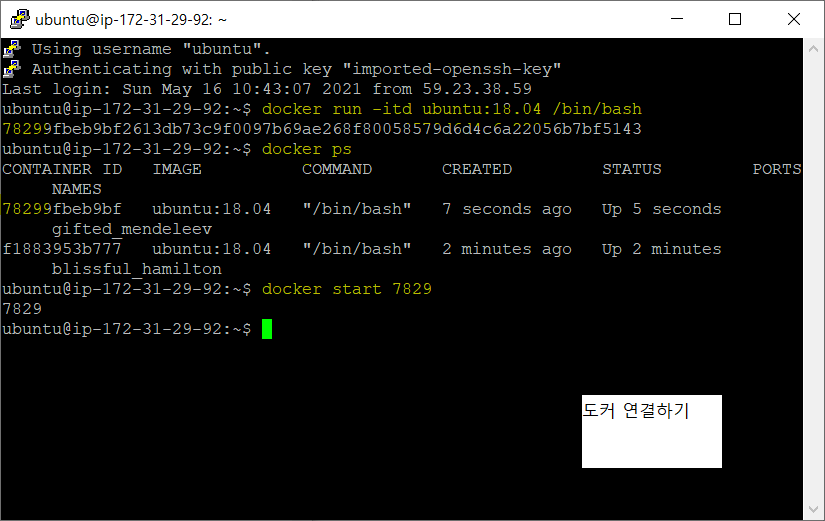 ubuntu@ip-172-31-29-92: ~
Using username "ubuntu".
Authenticating with public key "imported-openssh-key"
Last login: Sun May 16 10:43:07 2021 from 59.23.38.59
ubuntu@ip-172-31-29-92:~$ docker run -itd ubuntu:18.04 /bin/bash
78299fbeb9bf2613db73c9f0097b69ae268f80058579d6d4c6a22056b7bf5143
ubuntu@ip-172-31-29-92:~$ docker ps
CONTAINER ID   IMAGE          COMMAND       CREATED         STATUS         PORTS
     NAMES
78299fbeb9bf   ubuntu:18.04   "/bin/bash"   7 seconds ago   Up 5 seconds
     gifted_mendeleev
f1883953b777   ubuntu:18.04   "/bin/bash"   2 minutes ago   Up 2 minutes
     blissful_hamilton
ubuntu@ip-172-31-29-92:~$ docker start 7829
7829
ubuntu@ip-172-31-29-92:~$
도커 연결하기